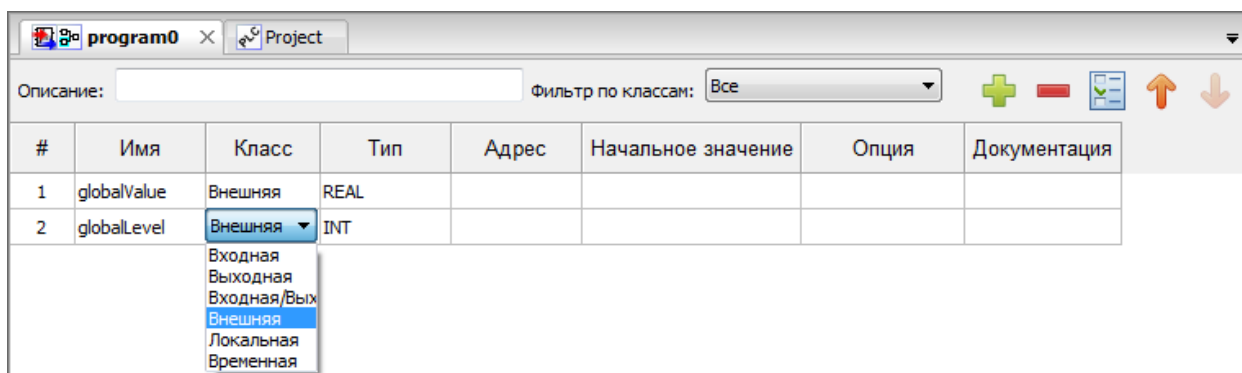 program0 Project
Описание: Фильтр по классам: Все
# Имя Класс Тип Адрес Начальное значение Опция Документация
1 globalValue Внешняя REAL
2 globalLevel Внешняя INT
Входная
Выходная
Входная/Вых
Внешняя
Локальная
Временная